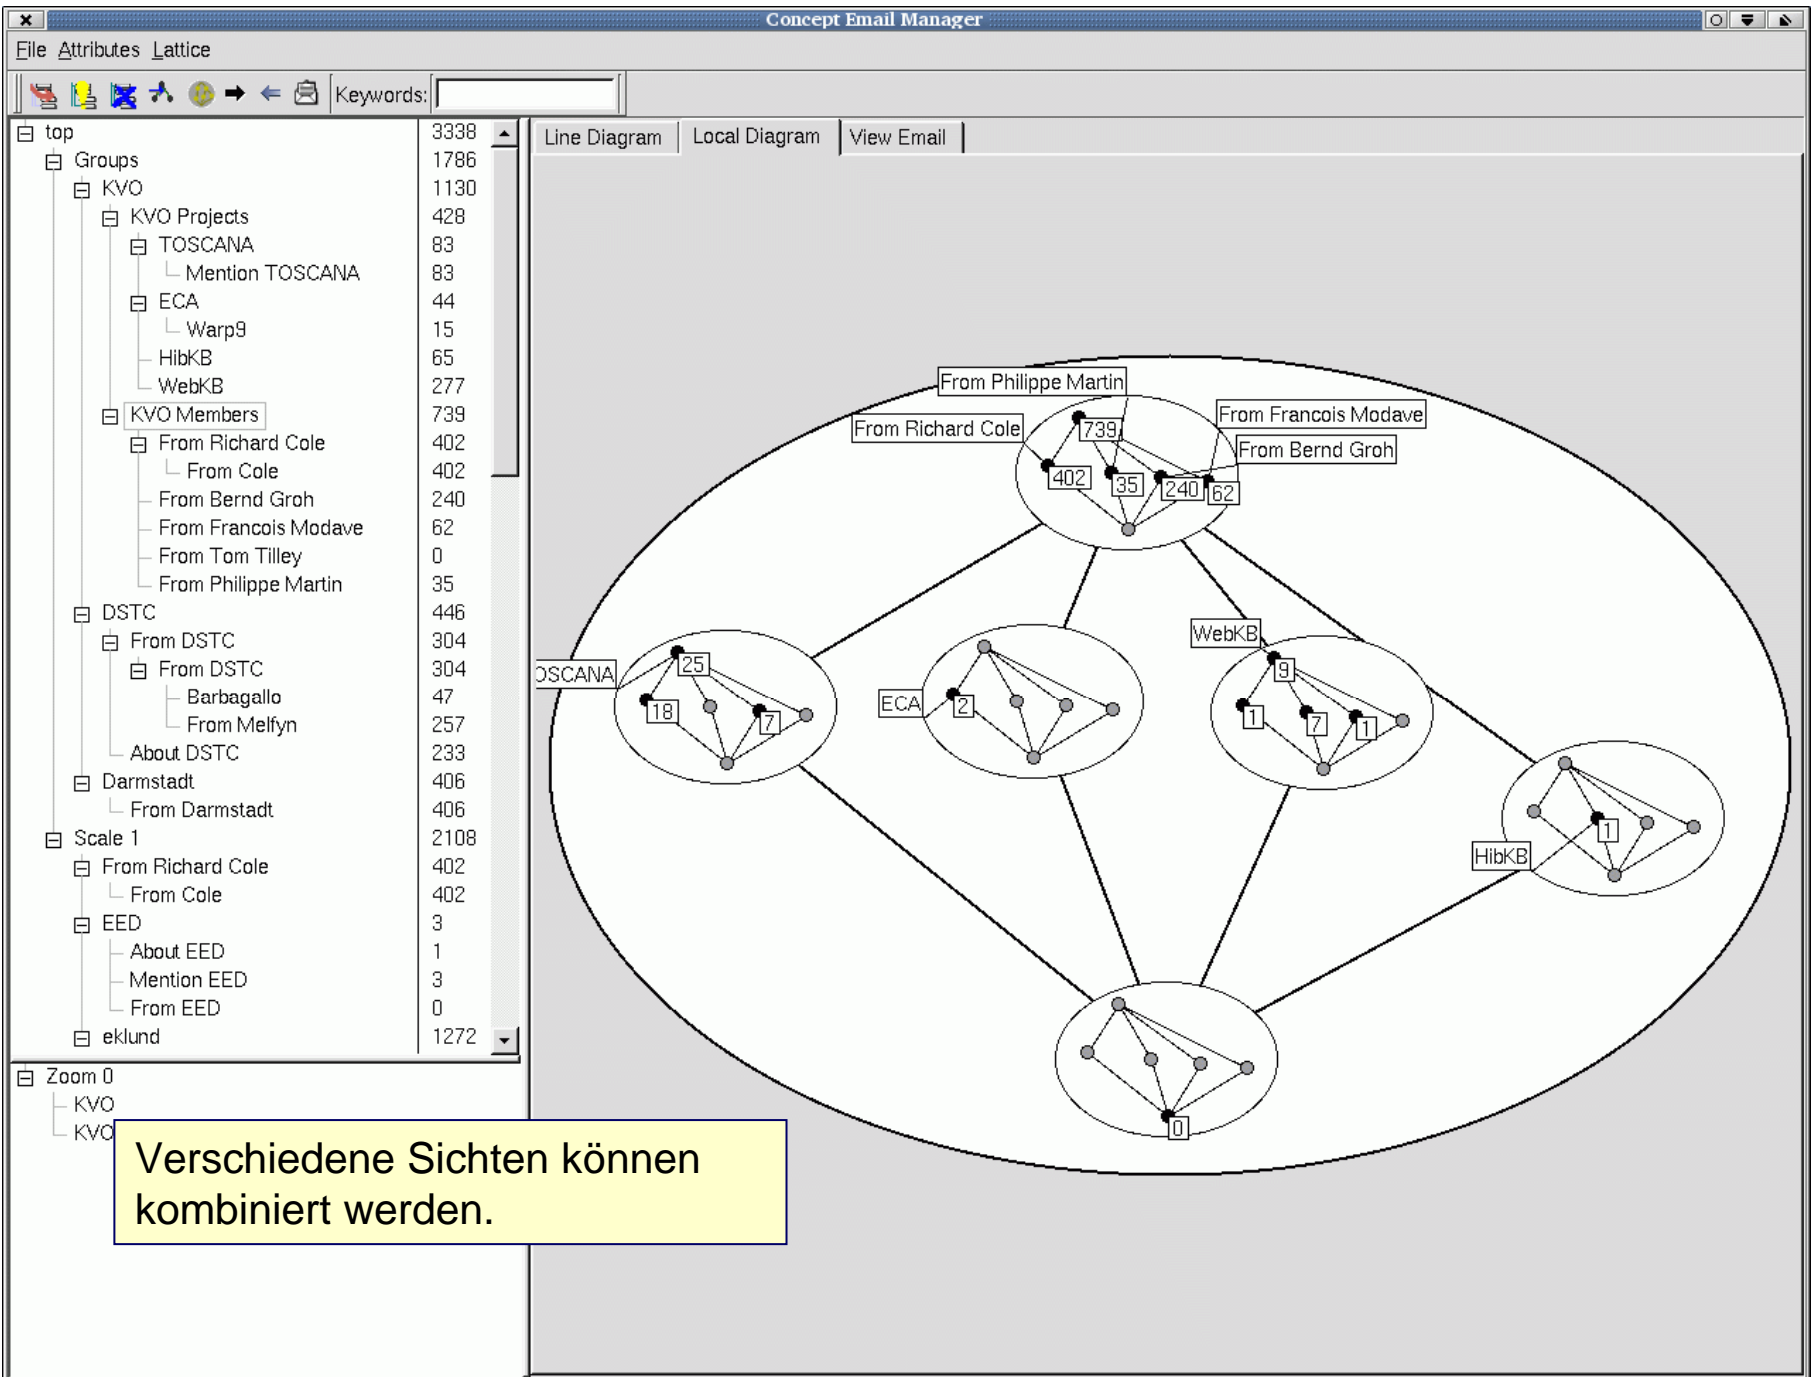 Concept Email Manager
File Attributes Lattice
Keywords:
top 3338
Groups 1786
KVO 1130
KVO Projects 428
TOSCANA 83
Mention TOSCANA 83
ECA 44
Warp9 15
HibKB 65
WebKB 277
KVO Members 739
From Richard Cole 402
From Cole 402
From Bernd Groh 240
From Francois Modave 62
From Tom Tilley 0
From Philippe Martin 35
DSTC 446
From DSTC 304
From DSTC 304
Barbagallo 47
From Melfyn 257
About DSTC 233
Darmstadt 406
From Darmstadt 406
Scale 1 2108
From Richard Cole 402
From Cole 402
EED 3
About EED 1
Mention EED 3
From EED 0
eklund 1272
Zoom 0
KVO
KVO
Line Diagram Local Diagram View Email
From Philippe Martin
From Richard Cole
From Francois Modave
From Bernd Groh
739
402 35 240 62
OSCANA
25
18 7
ECA
2
WebKB
9
1 7 1
HibKB
1
0
Verschiedene Sichten können
kombiniert werden.